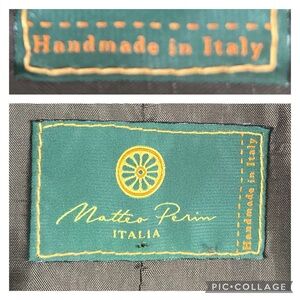 Handmade in Italy
Matteo Perin
ITALIA
Handmade in Italy
PIC•COLLAGE